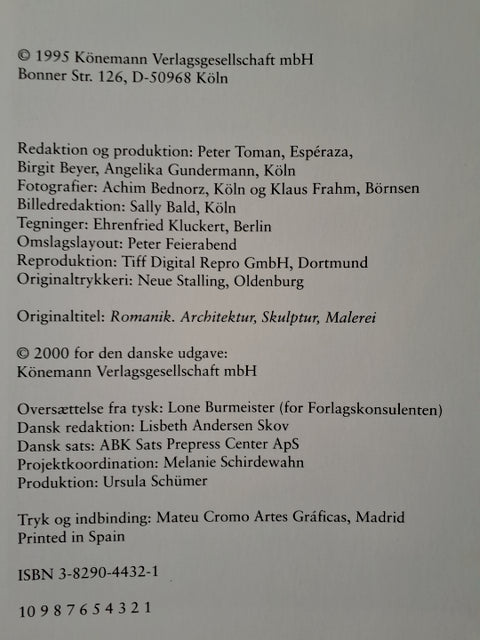 © 1995 Könemann Verlagsgesellschaft mbH
Bonner Str. 126, D-50968 Köln
Redaktion og produktion: Peter Toman, Espéraza,
Birgit Beyer, Angelika Gundermann, Köln
Fotografier: Achim Bednorz, Köln og Klaus Frahm, Börnsen
Billedredaktion: Sally Bald, Köln
Tegninger: Ehrenfried Kluckert, Berlin
Omslagslayout: Peter Feierabend
Reproduktion: Tiff Digital Repro GmbH, Dortmund
Originaltrykkeri: Neue Stalling, Oldenburg
Originaltitel: Romanik. Architektur, Skulptur, Malerei
© 2000 for den danske udgave:
Könemann Verlagsgesellschaft mbH
Oversættelse fra tysk: Lone Burmeister (for Forlagskonsulenten)
Dansk redaktion: Lisbeth Andersen Skov
Dansk sats: ABK Sats Prepress Center ApS
Projektkoordination: Melanie Schirdewahn
Produktion: Ursula Schümer
Tryk og indbinding: Mateu Cromo Artes Gráficas, Madrid
Printed in Spain
ISBN 3-8290-4432-1
10 9 8 7 6 5 4 3 2 1